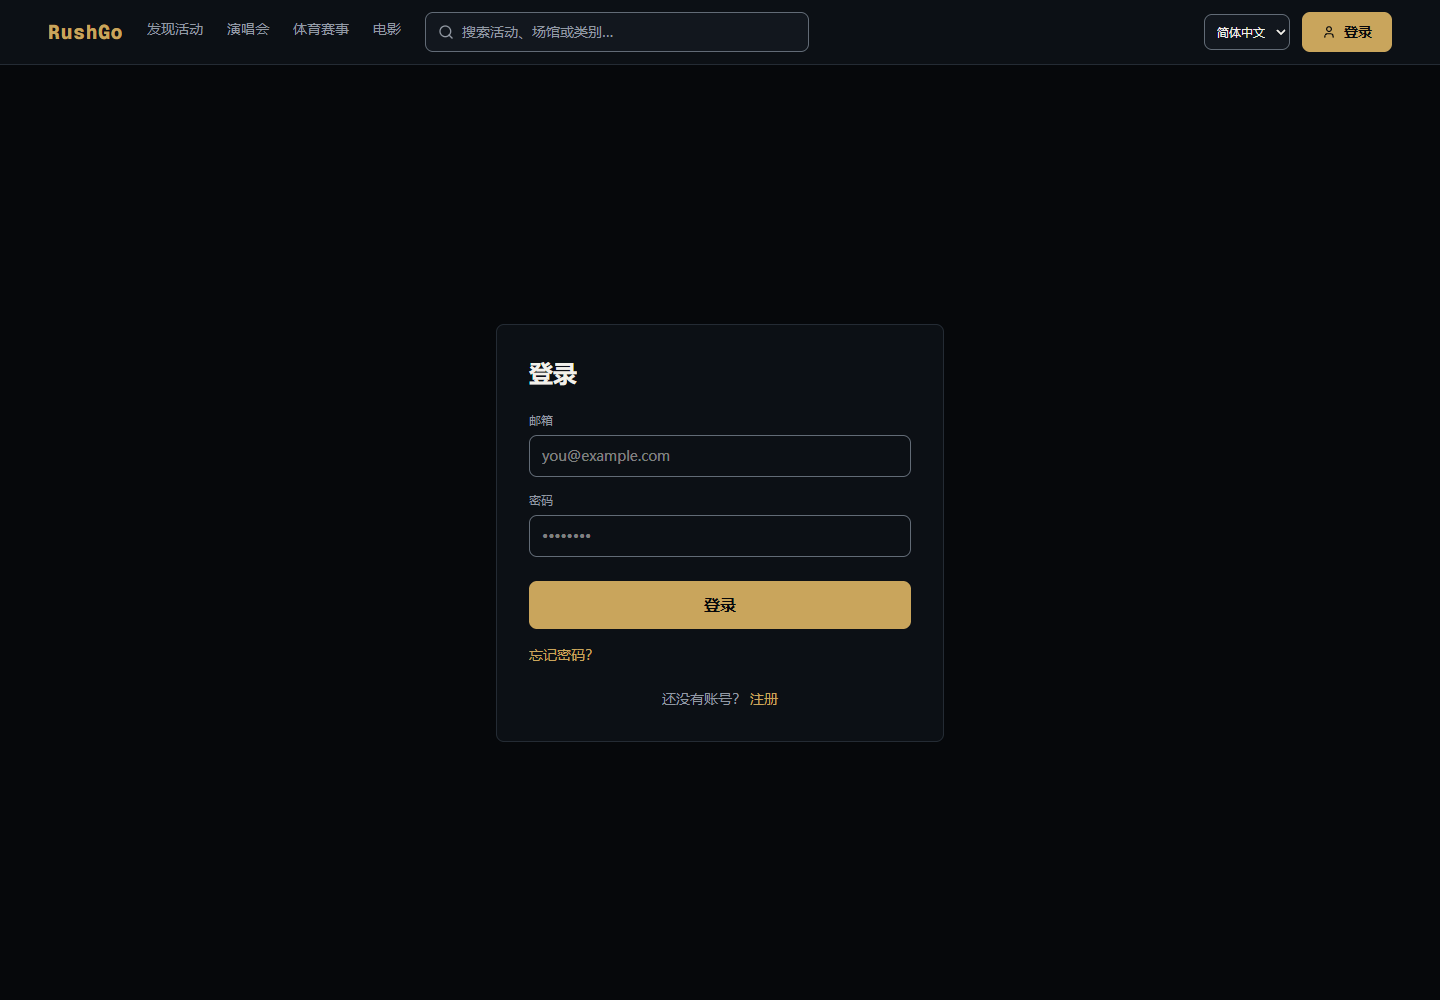 RushGo 发现活动 演唱会 体育赛事 电影 搜索活动、场馆或类别... 简体中文 登录
登录
邮箱
you@example.com
密码
••••••••
登录
忘记密码？
还没有账号？ 注册